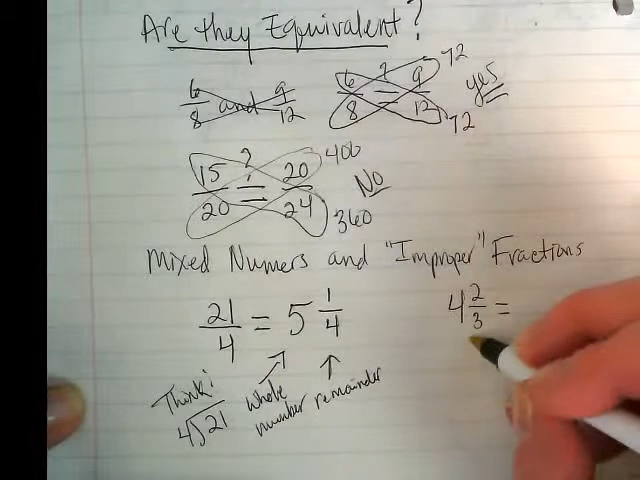 Are they Equivalent?
6/8 and 9/12
6/8 ?= 9/12 72 72 yes
15/20 ?= 20/24 400 360 No
Mixed Numers and "Improper" Fractions
21/4 = 5 1/4
4 2/3 =
Think!
4)21
whole number
remainder